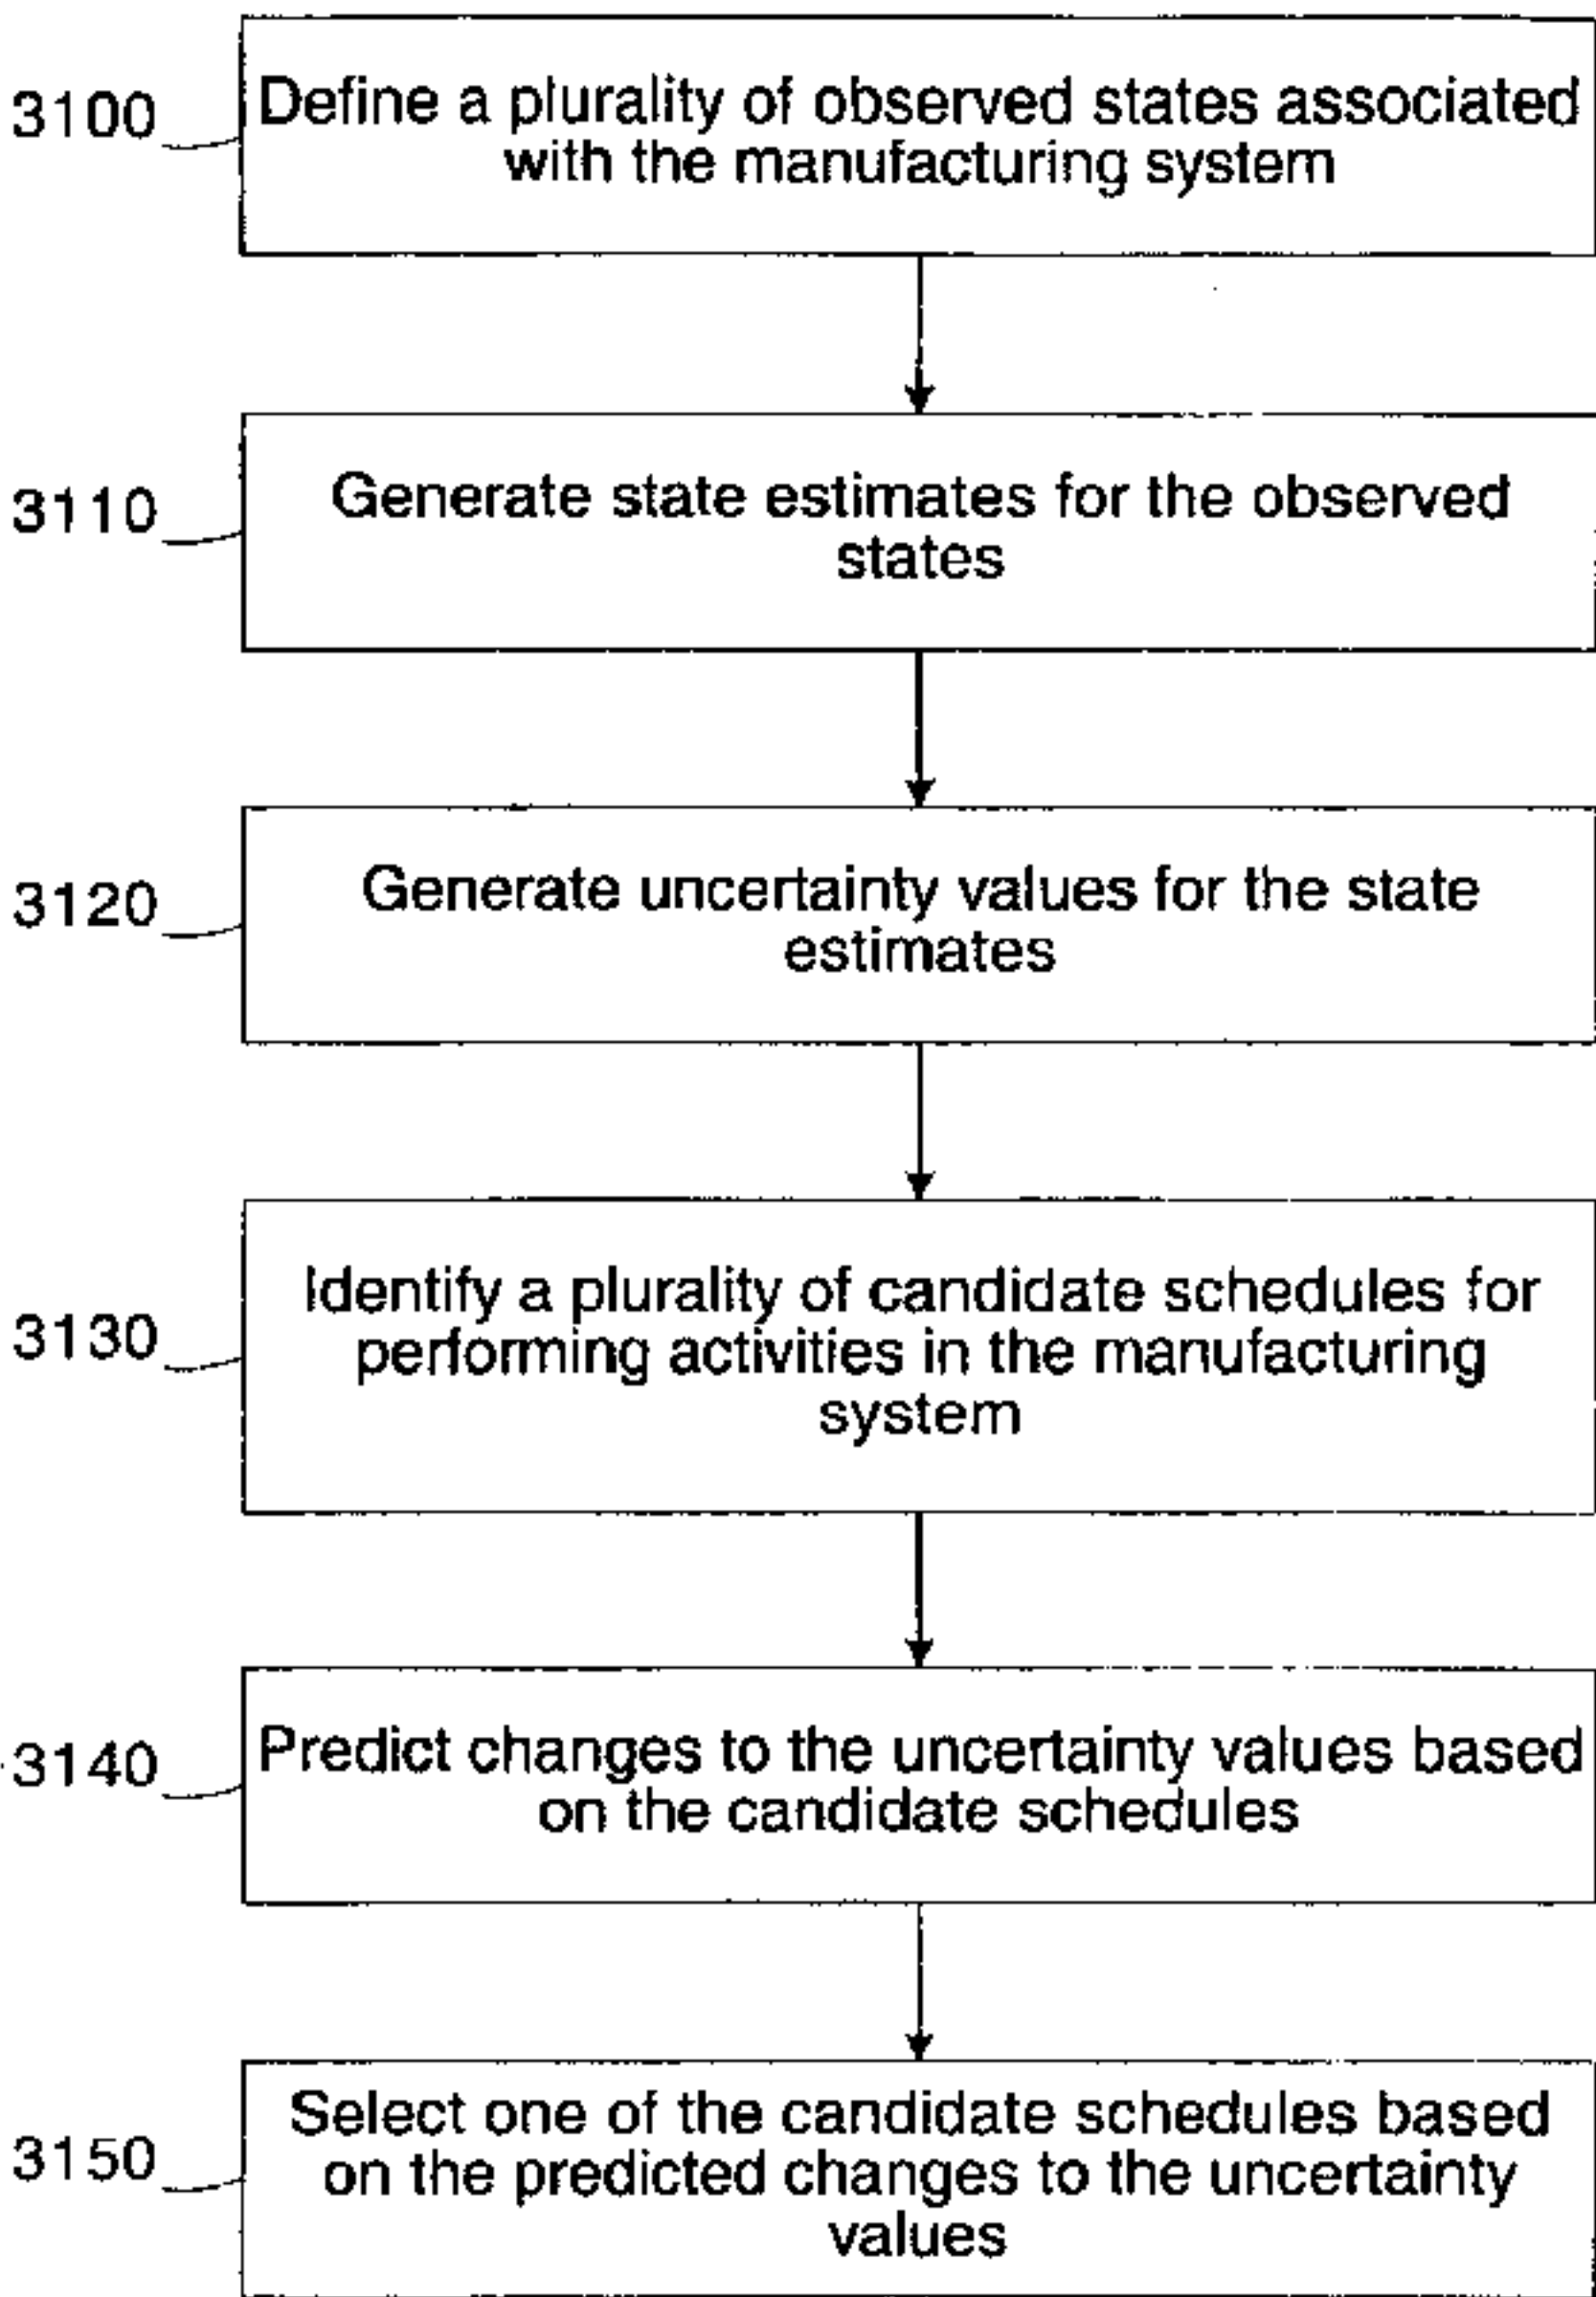 3100
Define a plurality of observed states associated
with the manufacturing system
3110
Generate state estimates for the observed
states
3120
Generate uncertainty values for the state
estimates
3130
Identify a plurality of candidate schedules for
performing activities in the manufacturing
system
3140
Predict changes to the uncertainty values based
on the candidate schedules
3150
Select one of the candidate schedules based
on the predicted changes to the uncertainty
values